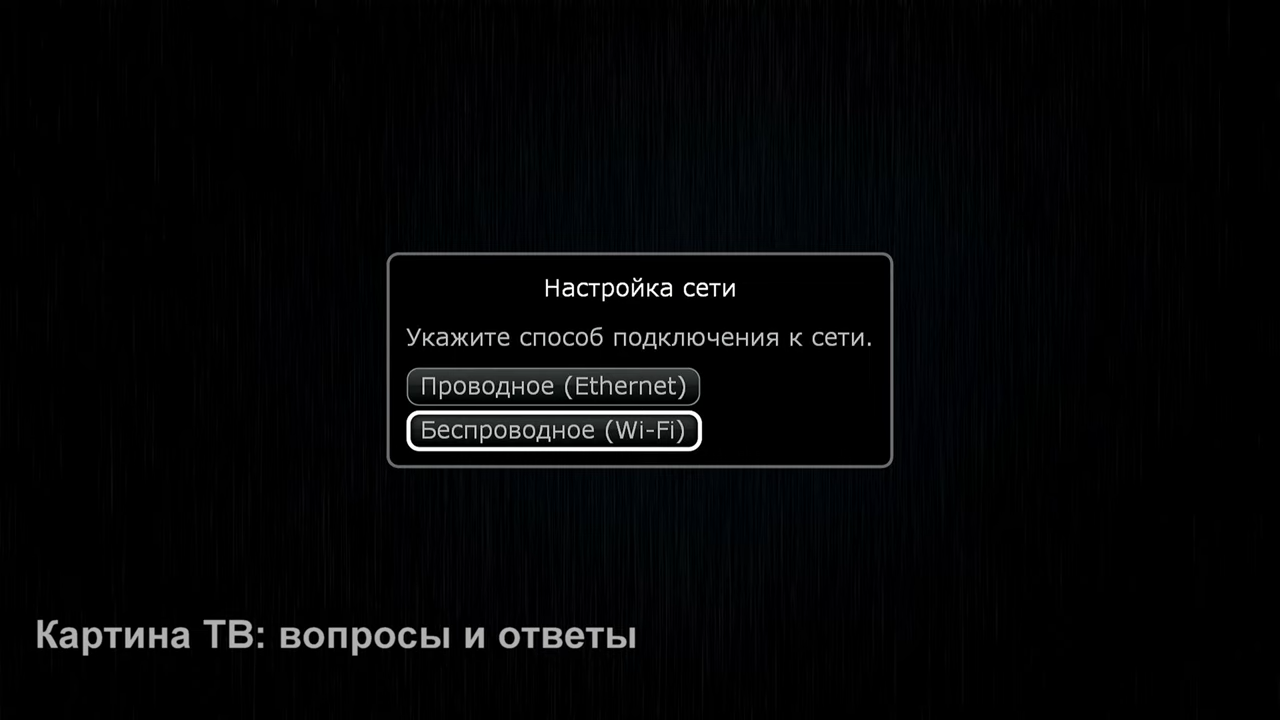 Настройка сети
Укажите способ подключения к сети.
Проводное (Ethernet)
Беспроводное (Wi-Fi)
Картина ТВ: вопросы и ответы